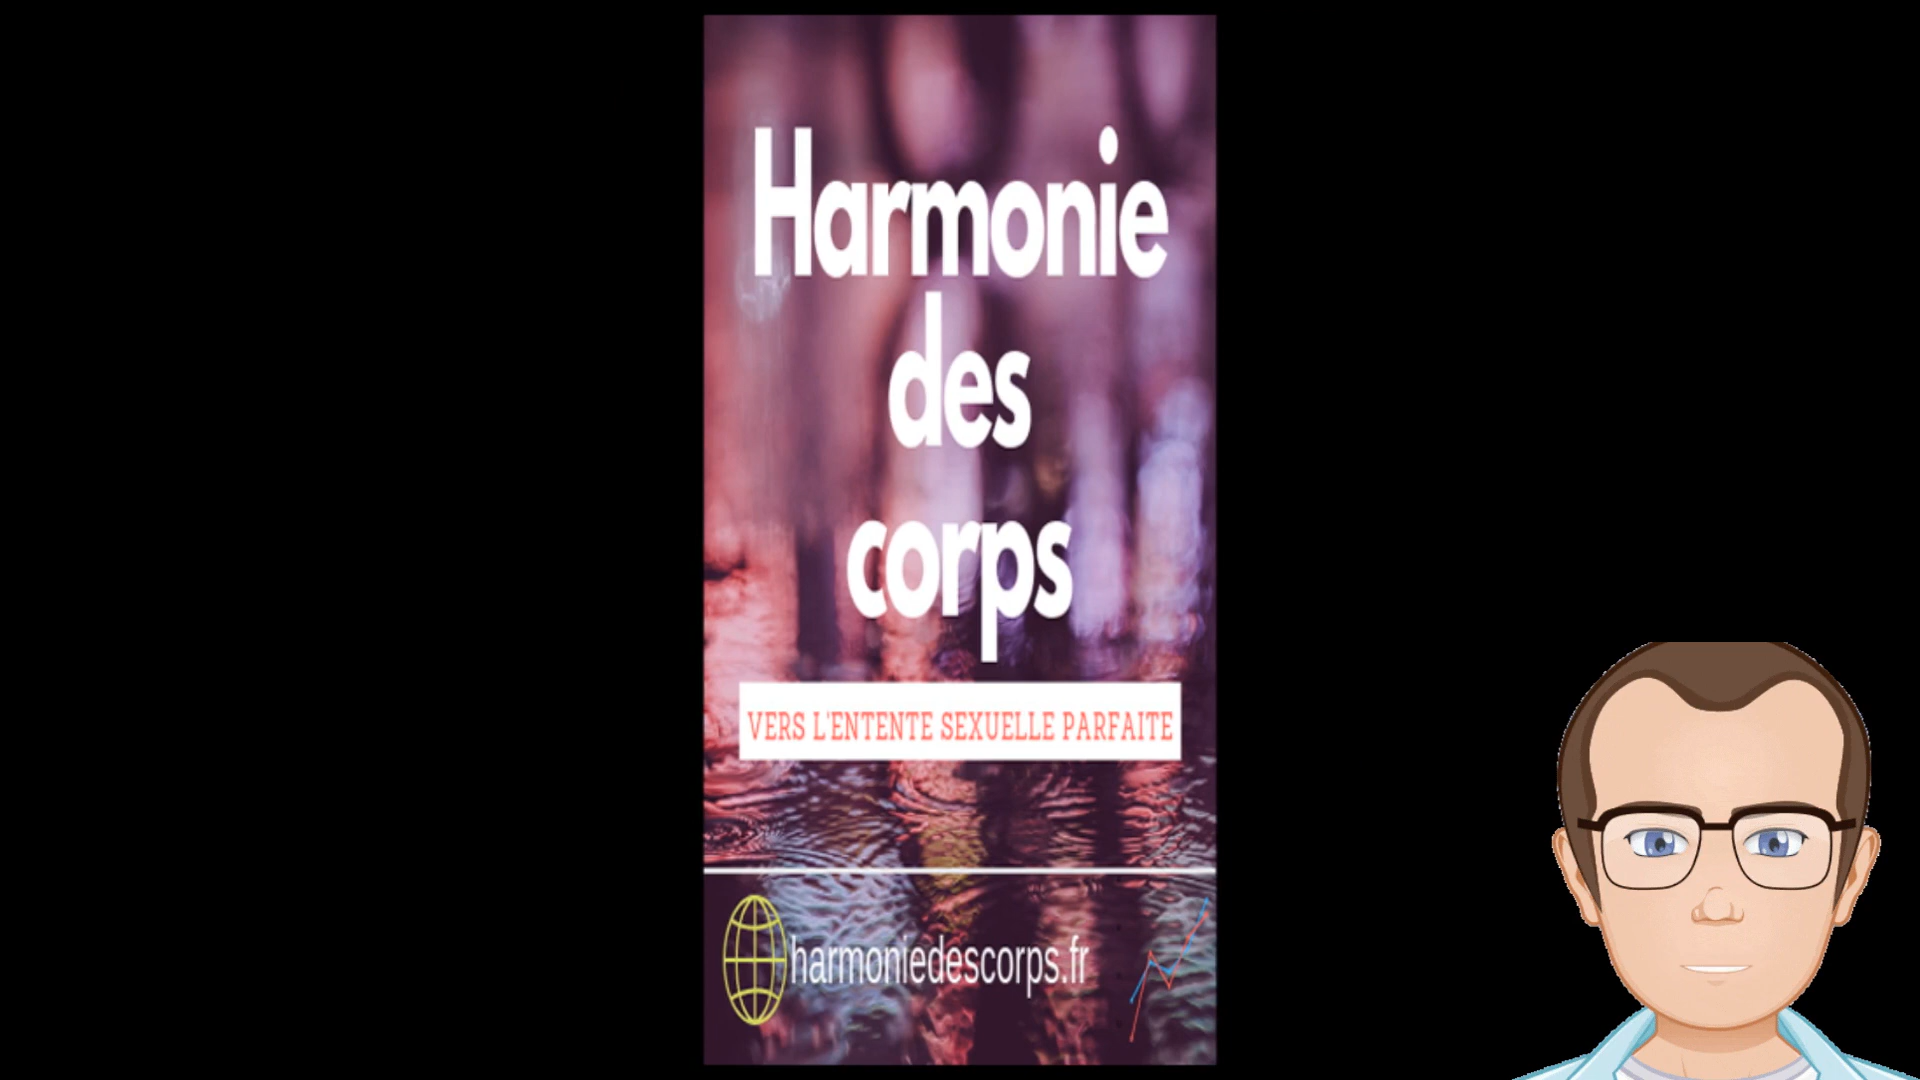 Harmonie
des
corps
VERS L'ENTENTE SEXUELLE PARFAITE
harmoniedescorps.fr